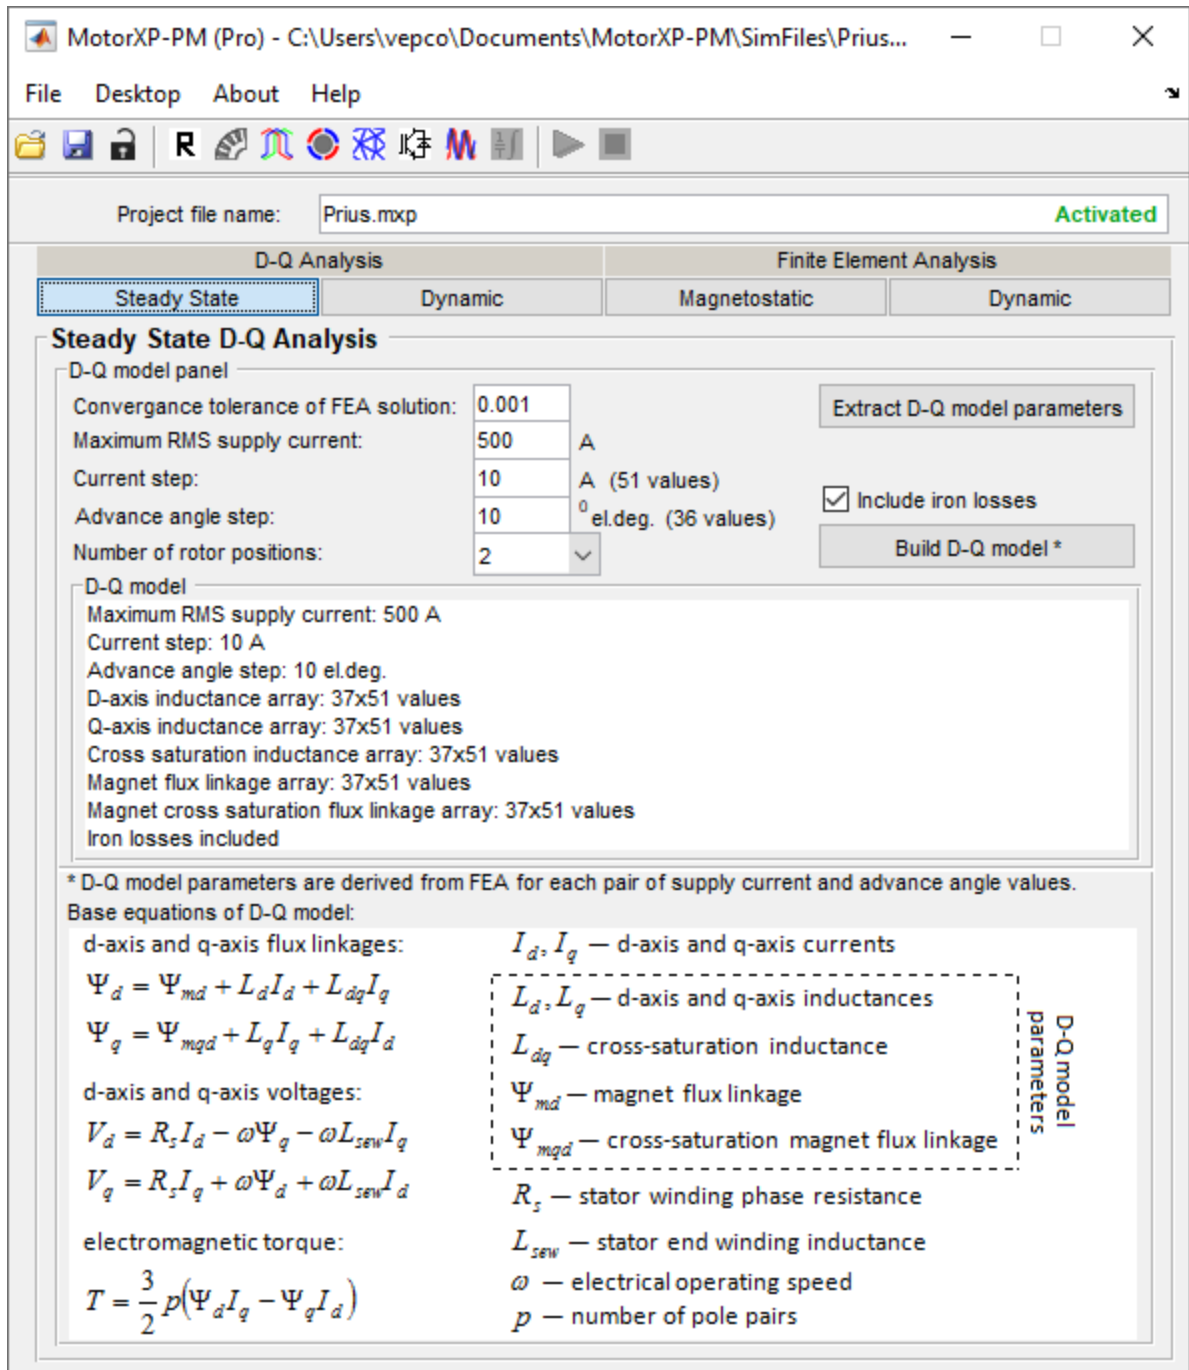 MotorXP-PM (Pro) - C:\Users\vepco\Documents\MotorXP-PM\SimFiles\Prius...
File Desktop About Help
R
Project file name: Prius.mxp Activated
D-Q Analysis Finite Element Analysis
Steady State Dynamic Magnetostatic Dynamic
Steady State D-Q Analysis
D-Q model panel
Convergance tolerance of FEA solution: 0.001 Extract D-Q model parameters
Maximum RMS supply current: 500 A
Current step: 10 A (51 values)
Include iron losses
Advance angle step: 10 ⁰el.deg. (36 values)
Number of rotor positions: 2 Build D-Q model *
D-Q model
Maximum RMS supply current: 500 A
Current step: 10 A
Advance angle step: 10 el.deg.
D-axis inductance array: 37x51 values
Q-axis inductance array: 37x51 values
Cross saturation inductance array: 37x51 values
Magnet flux linkage array: 37x51 values
Magnet cross saturation flux linkage array: 37x51 values
Iron losses included
* D-Q model parameters are derived from FEA for each pair of supply current and advance angle values.
Base equations of D-Q model:
d-axis and q-axis flux linkages:
Ψ_d = Ψ_md + L_d I_d + L_dq I_q
Ψ_q = Ψ_mqd + L_q I_q + L_dq I_d
d-axis and q-axis voltages:
V_d = R_s I_d − ωΨ_q − ωL_sew I_q
V_q = R_s I_q + ωΨ_d + ωL_sew I_d
electromagnetic torque:
T = 3/2 p(Ψ_d I_q − Ψ_q I_d)
I_d, I_q — d-axis and q-axis currents
L_d, L_q — d-axis and q-axis inductances
L_dq — cross-saturation inductance
Ψ_md — magnet flux linkage
Ψ_mqd — cross-saturation magnet flux linkage
D-Q model
parameters
R_s — stator winding phase resistance
L_sew — stator end winding inductance
ω — electrical operating speed
p — number of pole pairs